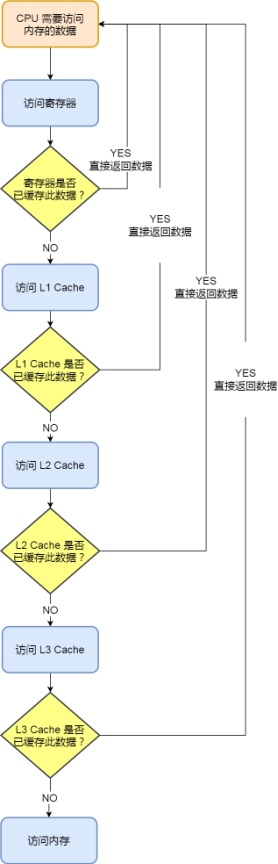 CPU 需要访问
内存的数据
访问寄存器
YES
直接返回数据
寄存器是否
已缓存此数据？
NO
YES
直接返回数据
访问 L1 Cache
YES
直接返回数据
L1 Cache 是否
已缓存此数据？
YES
直接返回数据
NO
访问 L2 Cache
L2 Cache 是否
已缓存此数据？
NO
访问 L3 Cache
L3 Cache 是否
已缓存此数据？
NO
访问内存